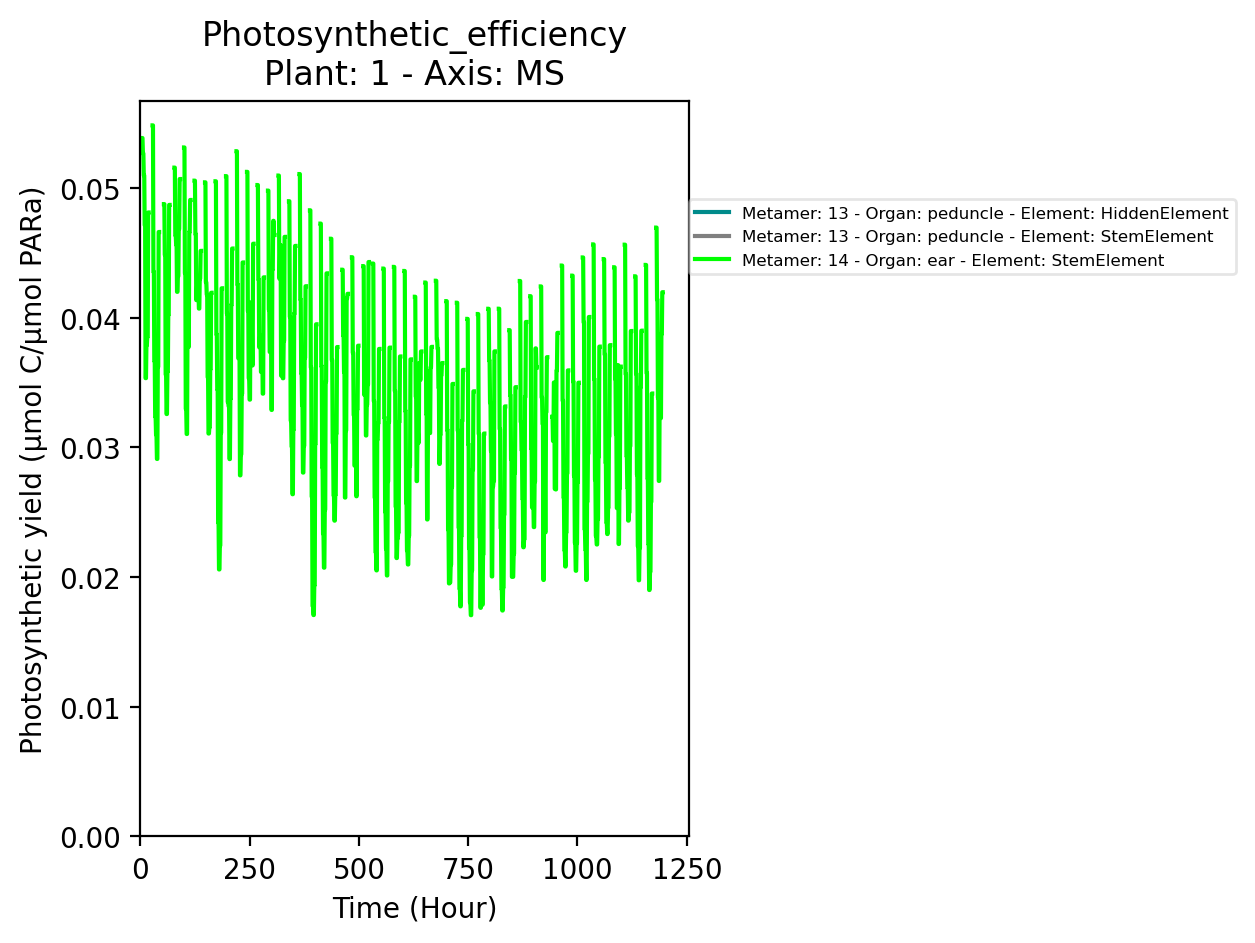 Photosynthetic_efficiency
Plant: 1 - Axis: MS
Photosynthetic yield (µmol C/µmol PARa)
0.05
0.04
0.03
0.02
0.01
0.00
0 250 500 750 1000 1250
Time (Hour)
Metamer: 13 - Organ: peduncle - Element: HiddenElement
Metamer: 13 - Organ: peduncle - Element: StemElement
Metamer: 14 - Organ: ear - Element: StemElement